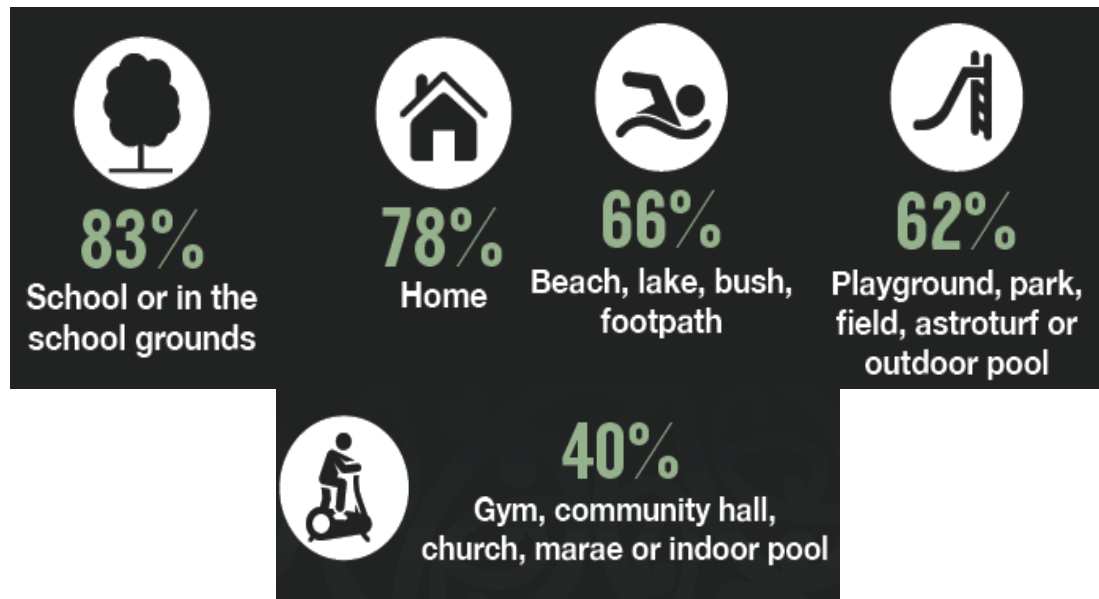 83%
School or in the
school grounds
78%
Home
66%
Beach, lake, bush,
footpath
62%
Playground, park,
field, astroturf or
outdoor pool
40%
Gym, community hall,
church, marae or indoor pool